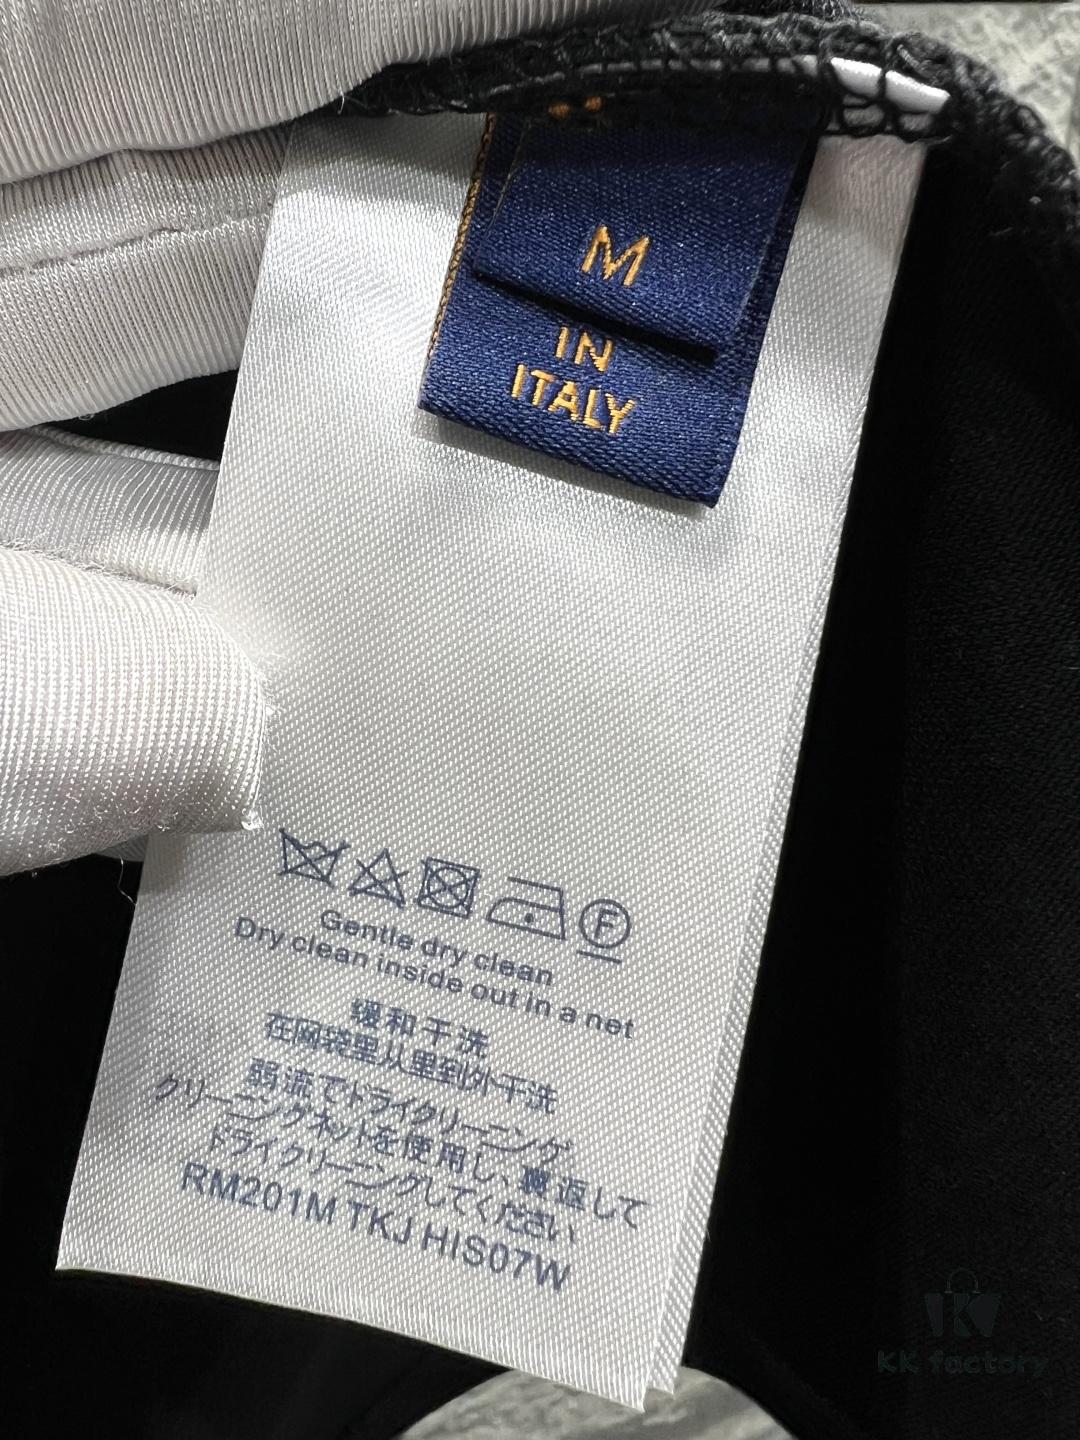 M
IN
ITALY
F
Gentle dry clean
Dry clean inside out in a net
缓和干洗
在网袋里从里到外干洗
弱流でドライクリーニング
クリーニングネットを使用し、裏返して
ドライクリーニングしてください
RM201M TKJ HIS07W
K
KK factory